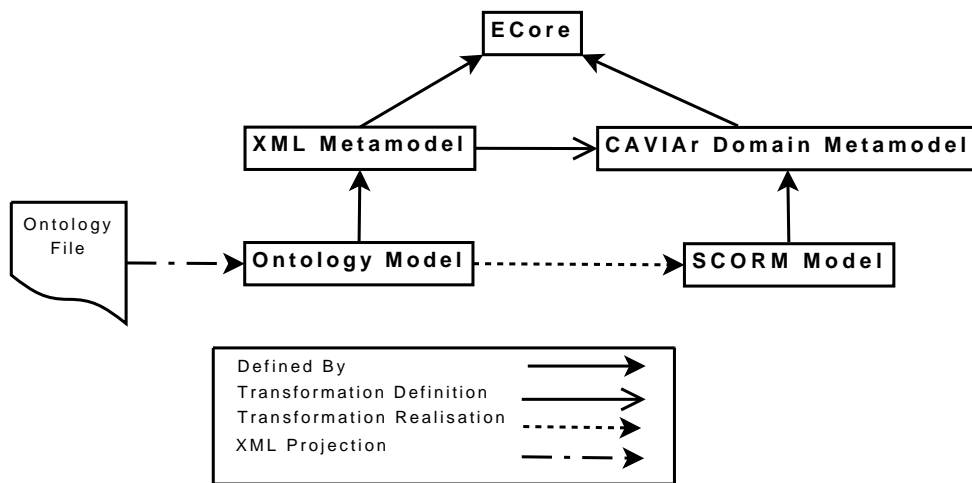 ECore
XML Metamodel
CAVIAr Domain Metamodel
Ontology
File
Ontology Model
SCORM Model
Defined By
Transformation Definition
Transformation Realisation
XML Projection